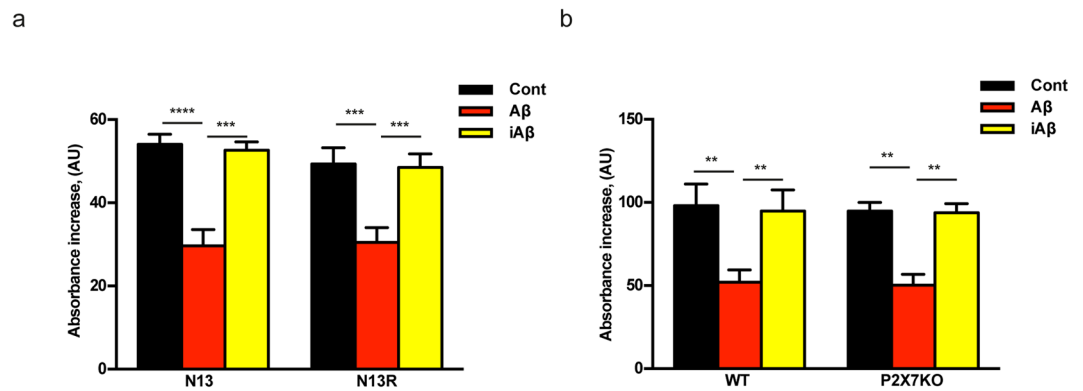 a
Cont
Aβ
iAβ
Absorbance increase, (AU)
60
40
20
0
****
***
***
***
N13
N13R
b
Cont
Aβ
iAβ
Absorbance increase, (AU)
150
100
50
0
**
**
**
**
WT
P2X7KO